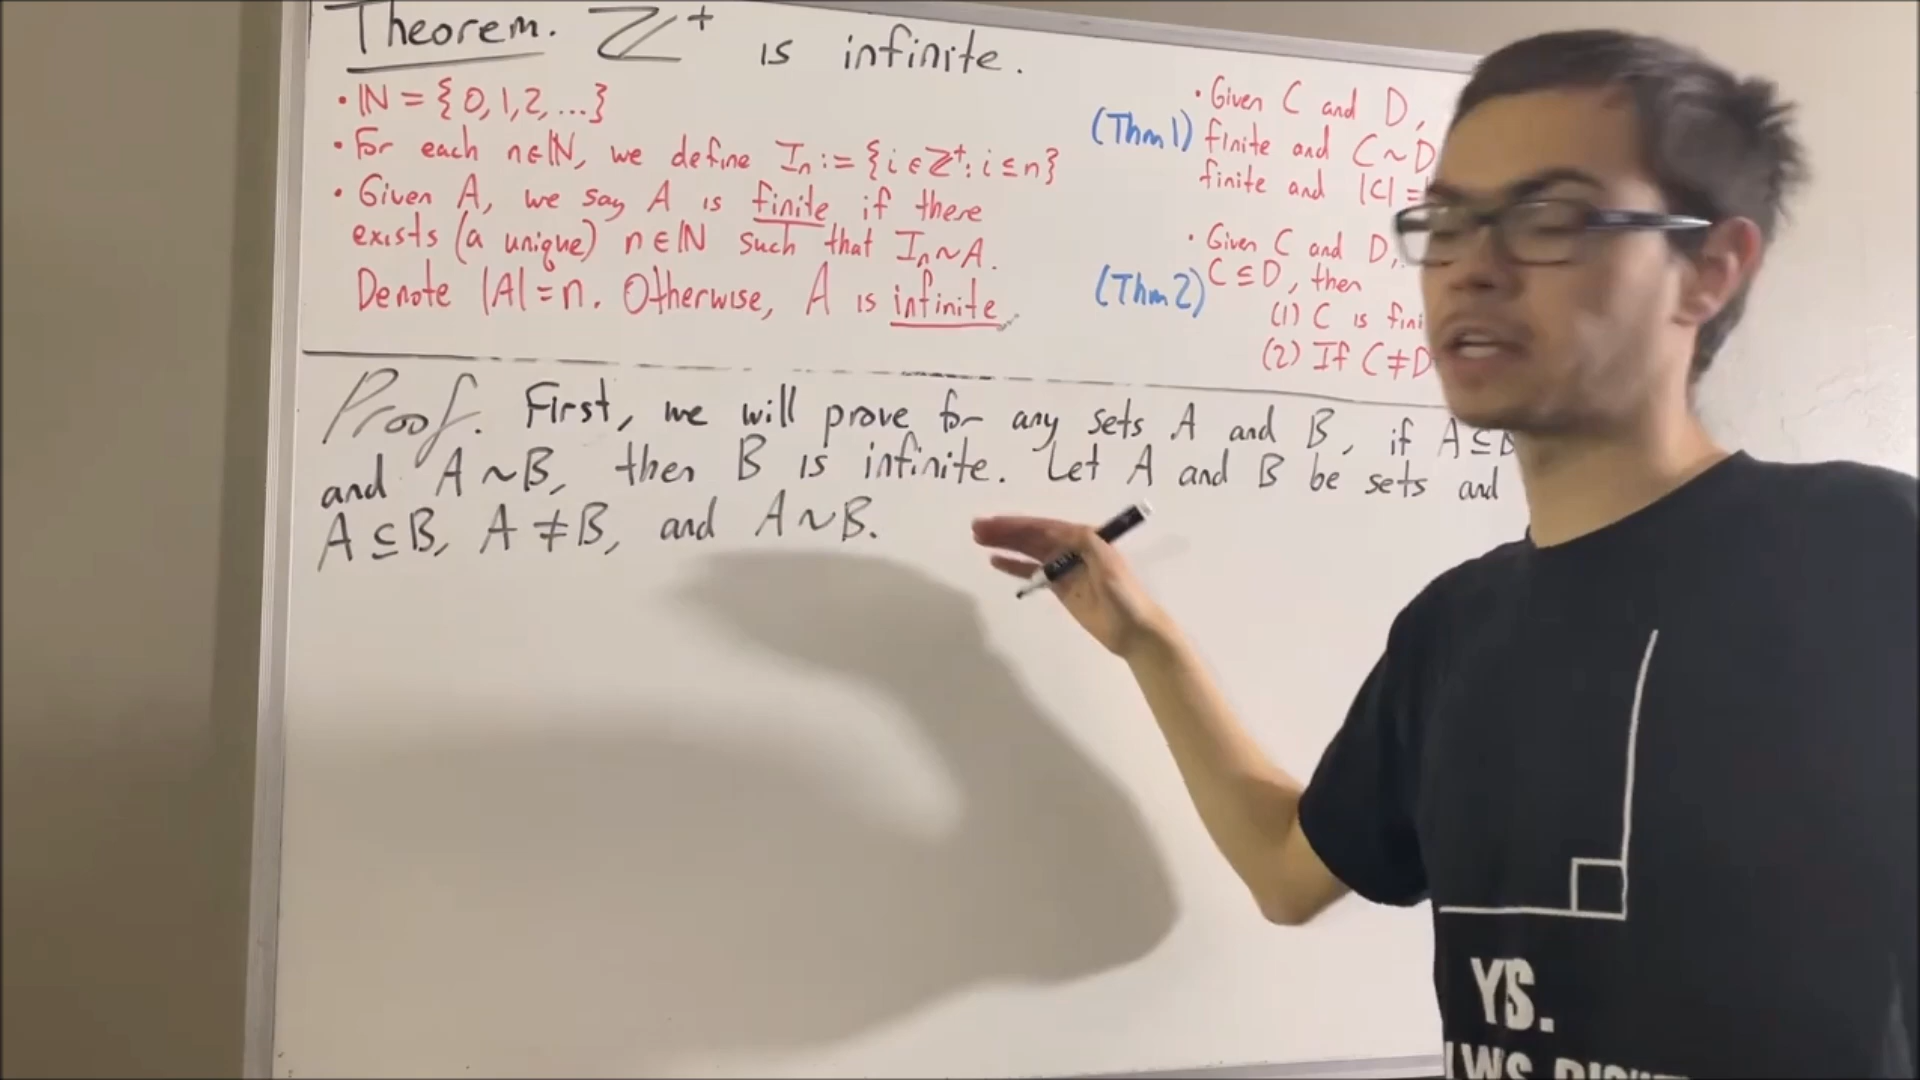 Theorem. ℤ⁺ is infinite.
• ℕ = {0,1,2,...}
• For each n∈ℕ, we define Iₙ := {i∈ℤ⁺: i≤n}
• Given A, we say A is finite if there
exists (a unique) n∈ℕ such that Iₙ~A.
Denote |A|=n. Otherwise, A is infinite.
(Thm 1)
• Given C and D,
finite and C~D
finite and |C|=
(Thm 2)
• Given C and D,
C⊆D, then
(1) C is
(2) If C≠D
Proof. First, we will prove for any sets A and B, if A⊆B
and A~B, then B is infinite. Let A and B be sets and
A⊆B, A≠B, and A~B.